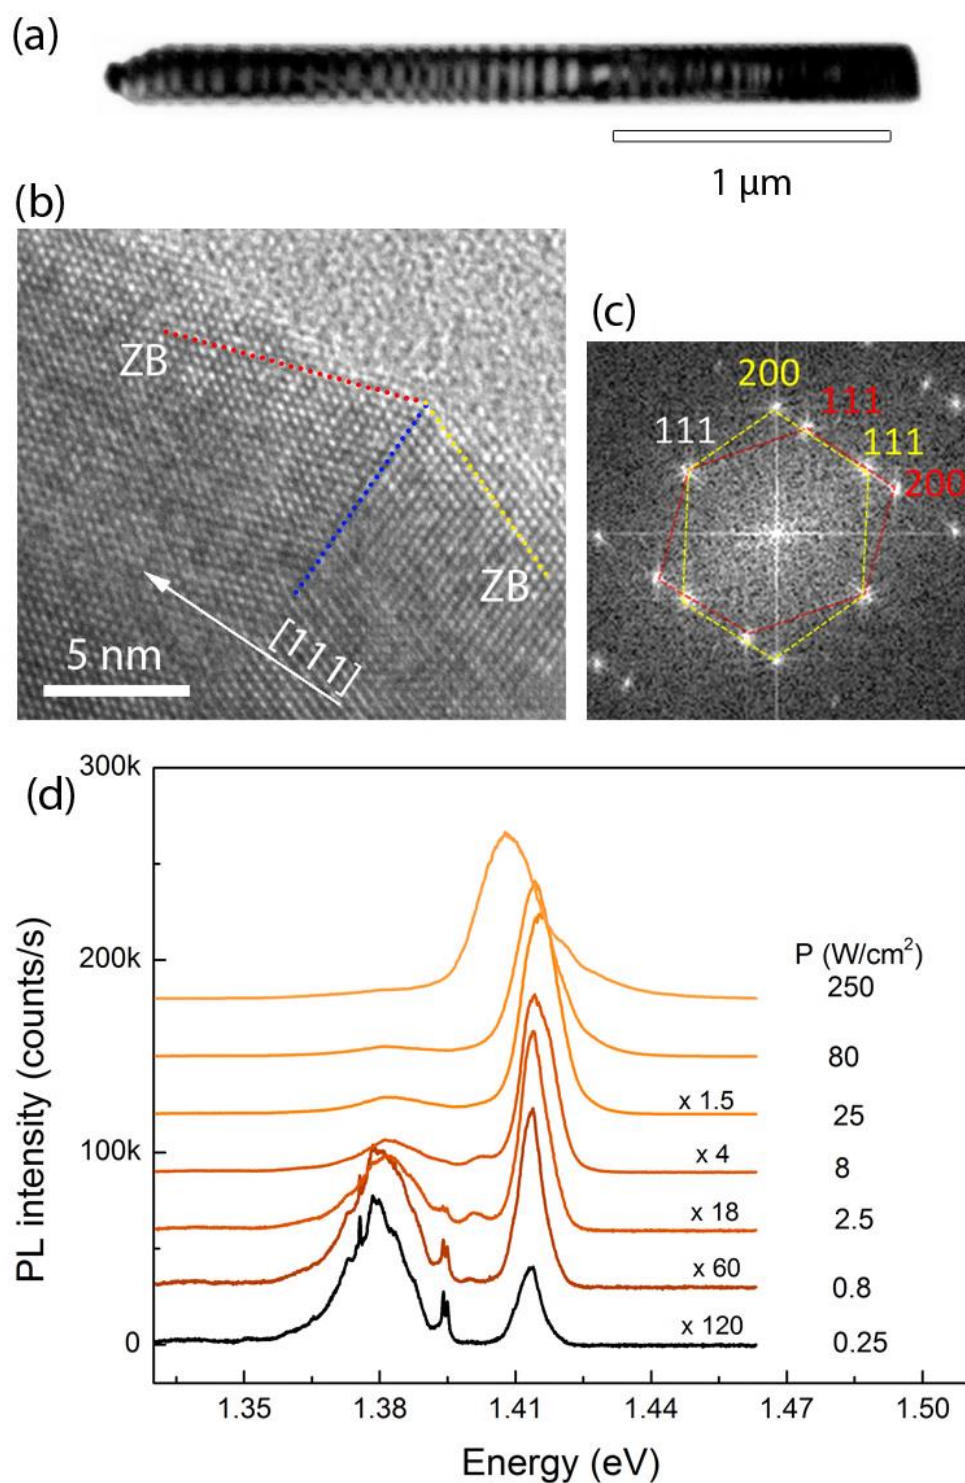 (a)
1 μm
(b)
ZB
ZB
[111]
5 nm
(c)
200
111
111
111
200
(d)
300k
200k
100k
0
PL intensity (counts/s)
P (W/cm²)
250
80
x 1.5 25
x 4 8
x 18 2.5
x 60 0.8
x 120 0.25
1.35 1.38 1.41 1.44 1.47 1.50
Energy (eV)